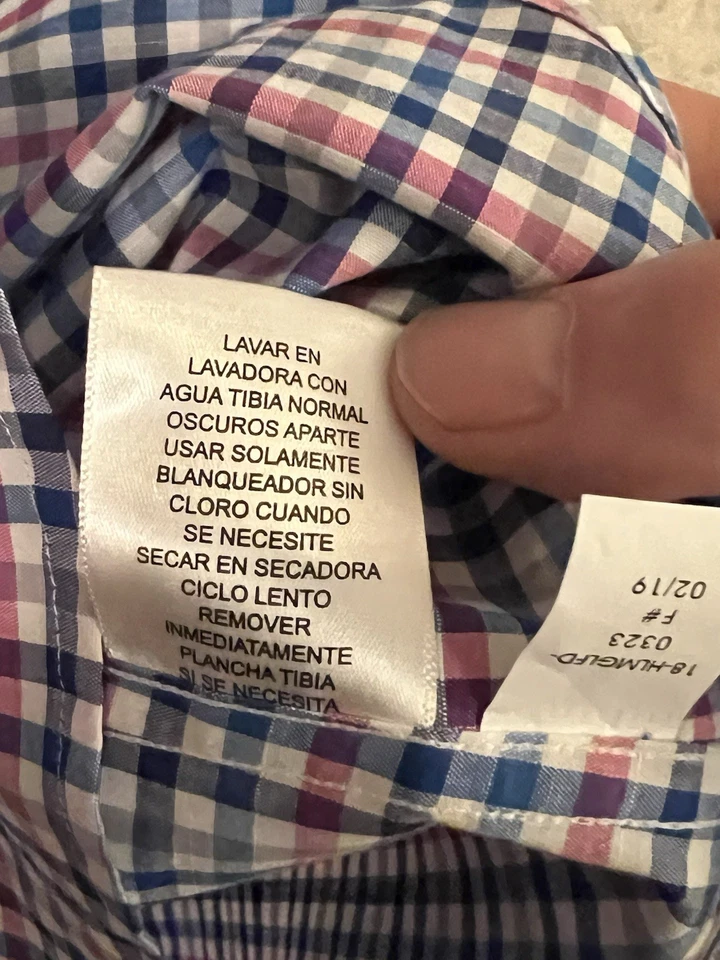 LAVAR EN
LAVADORA CON
AGUA TIBIA NORMAL
OSCUROS APARTE
USAR SOLAMENTE
BLANQUEADOR SIN
CLORO CUANDO
SE NECESITE
SECAR EN SECADORA
CICLO LENTO
REMOVER
INMEDIATAMENTE
PLANCHA TIBIA
SI SE NECESITA
18-HLMGLFD-
0323
F#
02/19